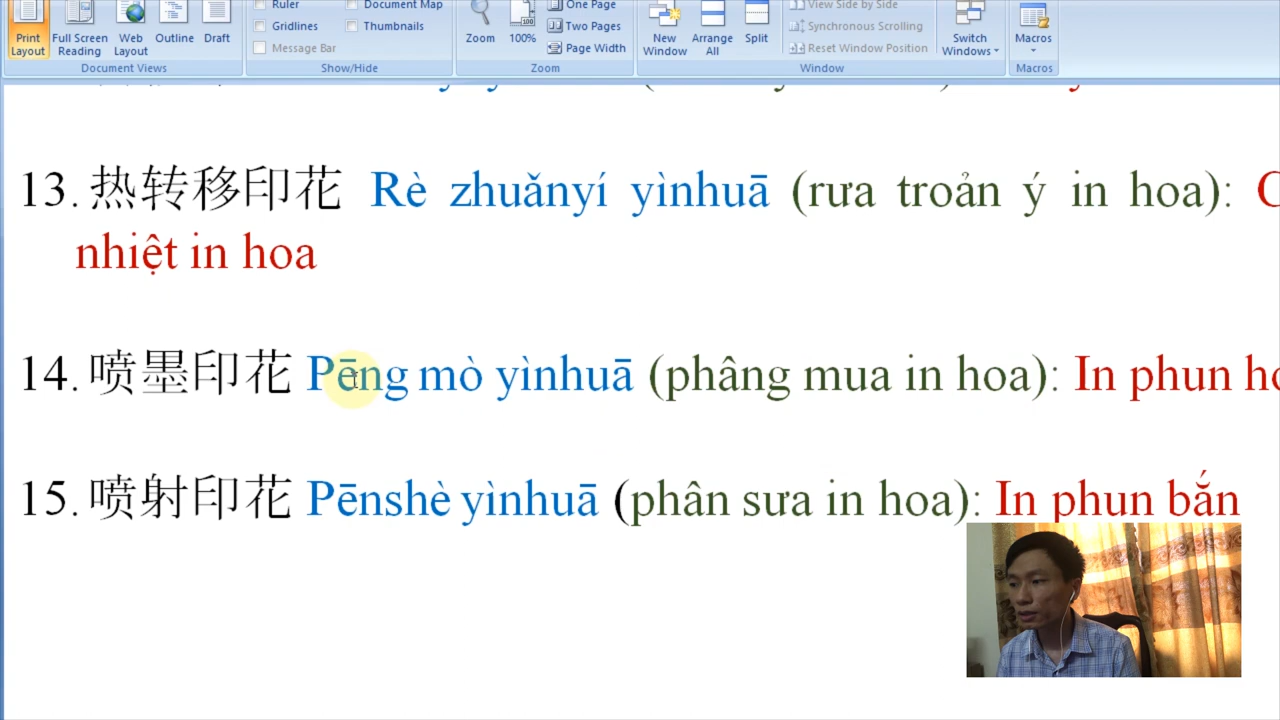 Ruler
Document Map
One Page
View Side by Side
Gridlines
Thumbnails
Two Pages
Synchronous Scrolling
Print Layout
Full Screen Reading
Web Layout
Outline
Draft
Message Bar
Zoom
100%
Page Width
New Window
Arrange All
Split
Reset Window Position
Switch Windows
Macros
Document Views
Show/Hide
Zoom
Window
Macros
13. 热转移印花 Rè zhuǎnyí yìnhuā (rưa troản ý in hoa):
nhiệt in hoa
14. 喷墨印花 Pēng mò yìnhuā (phâng mua in hoa): In phun
15. 喷射印花 Pēnshè yìnhuā (phân sưa in hoa): In phun bắn